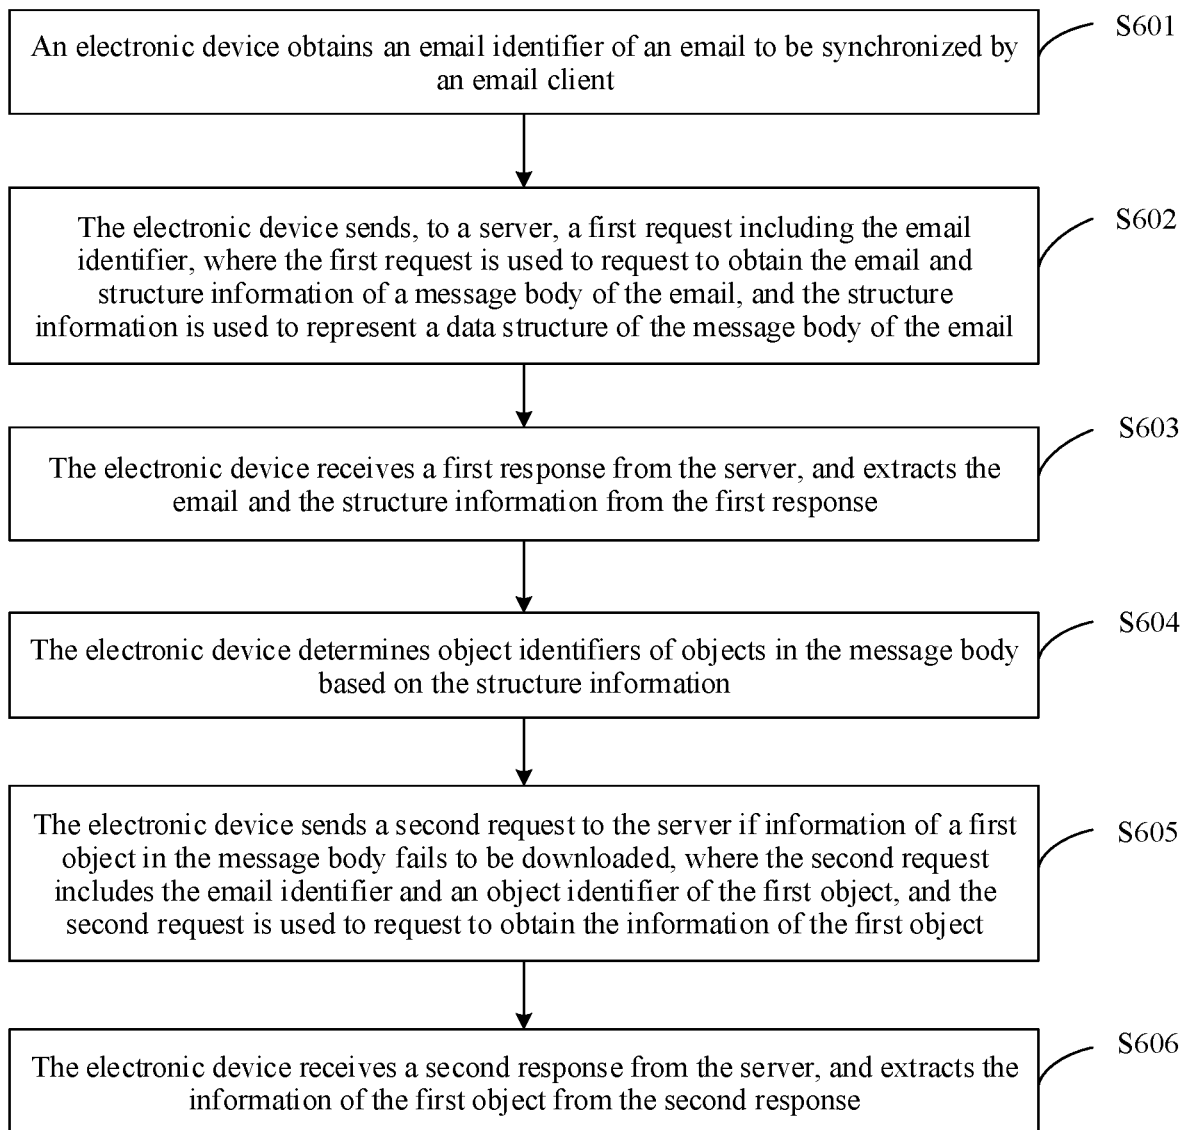 An electronic device obtains an email identifier of an email to be synchronized by
an email client
S601
The electronic device sends, to a server, a first request including the email
identifier, where the first request is used to request to obtain the email and
structure information of a message body of the email, and the structure
information is used to represent a data structure of the message body of the email
S602
The electronic device receives a first response from the server, and extracts the
email and the structure information from the first response
S603
The electronic device determines object identifiers of objects in the message body
based on the structure information
S604
The electronic device sends a second request to the server if information of a first
object in the message body fails to be downloaded, where the second request
includes the email identifier and an object identifier of the first object, and the
second request is used to request to obtain the information of the first object
S605
The electronic device receives a second response from the server, and extracts the
information of the first object from the second response
S606